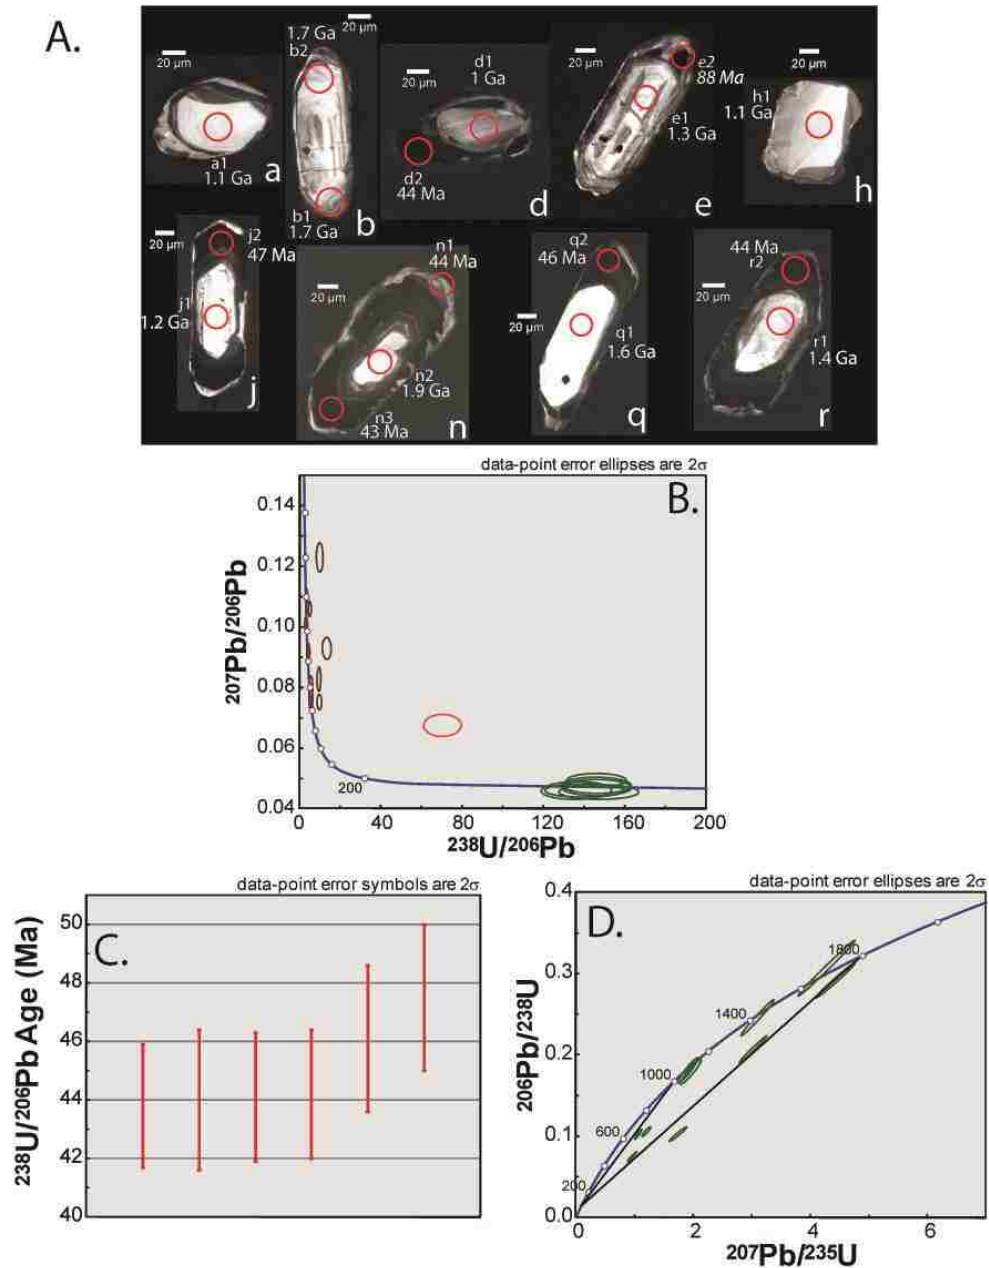 A.
20 μm
a1
1.1 Ga
a
1.7 Ga
b2
20 μm
b1
1.7 Ga
b
20 μm
d1
1 Ga
d2
44 Ma
d
20 μm
e2
88 Ma
e1
1.3 Ga
e
20 μm
h1
1.1 Ga
h
20 μm
j2
47 Ma
j1
1.2 Ga
j
n1
44 Ma
20 μm
n2
1.9 Ga
n3
43 Ma
n
q2
46 Ma
20 μm
q1
1.6 Ga
q
44 Ma
r2
20 μm
r1
1.4 Ga
r
data-point error ellipses are 2σ
B.
207Pb/206Pb
0.14
0.12
0.10
0.08
0.06
0.04
200
0 40 80 120 160 200
238U/206Pb
data-point error symbols are 2σ
C.
238U/206Pb Age (Ma)
50
48
46
44
42
40
data-point error ellipses are 2σ
D.
206Pb/238U
0.4
0.3
0.2
0.1
0.0
1800
1400
1000
600
200
0 2 4 6
207Pb/235U